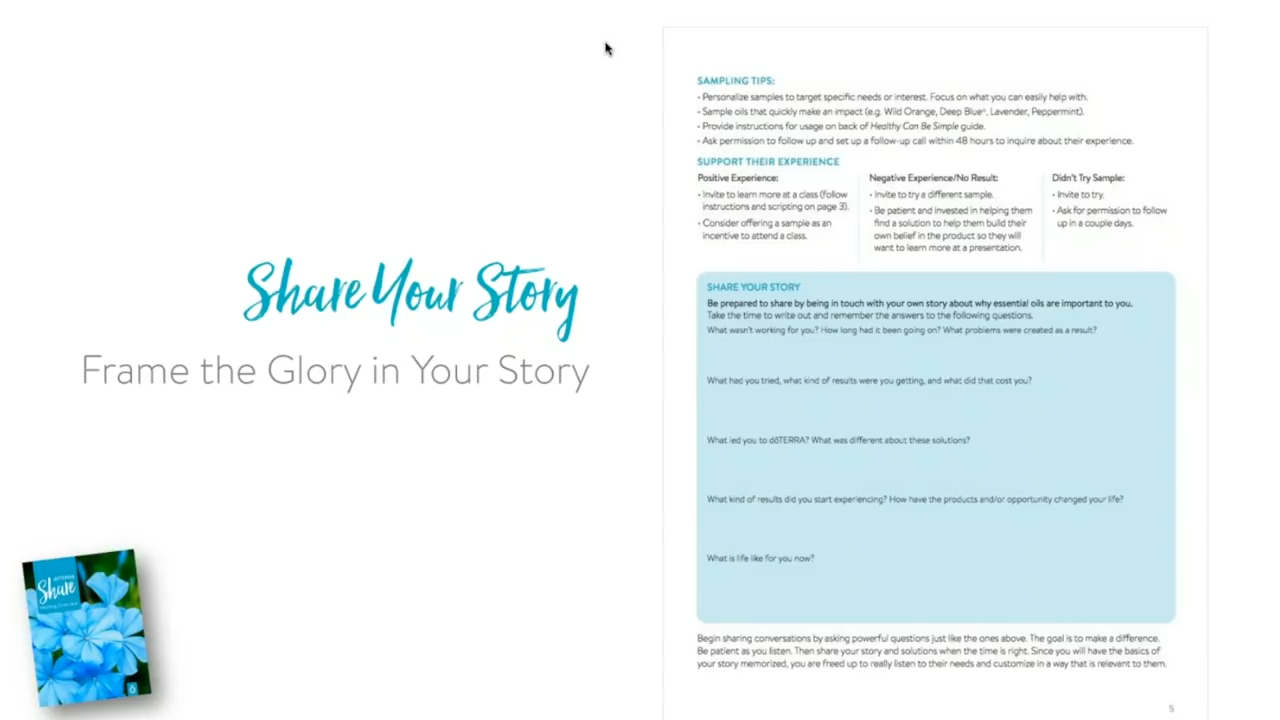 Share Your Story
Frame the Glory in Your Story
Share
SAMPLING TIPS:
• Personalize samples to target specific needs or interest. Focus on what you can easily help with.
• Sample oils that quickly make an impact (e.g. Wild Orange, Deep Blue®, Lavender, Peppermint).
• Provide instructions for usage on back of Healthy Can Be Simple guide.
• Ask permission to follow up and set up a follow-up call within 48 hours to inquire about their experience.
SUPPORT THEIR EXPERIENCE
Positive Experience:
• Invite to learn more at a class (follow
instructions and scripting on page 3).
• Consider offering a sample as an
incentive to attend a class.
Negative Experience/No Result:
• Invite to try a different sample.
• Be patient and invested in helping them
find a solution to help them build their
own belief in the product so they will
want to learn more at a presentation.
Didn't Try Sample:
• Invite to try.
• Ask for permission to follow
up in a couple days.
SHARE YOUR STORY
Be prepared to share by being in touch with your own story about why essential oils are important to you.
Take the time to write out and remember the answers to the following questions.
What wasn't working for you? How long had it been going on? What problems were created as a result?
What had you tried, what kind of results were you getting, and what did that cost you?
What led you to dōTERRA? What was different about these solutions?
What kind of results did you start experiencing? How have the products and/or opportunity changed your life?
What is life like for you now?
Begin sharing conversations by asking powerful questions just like the ones above. The goal is to make a difference.
Be patient as you listen. Then share your story and solutions when the time is right. Since you will have the basics of
your story memorized, you are freed up to really listen to their needs and customize in a way that is relevant to them.
5